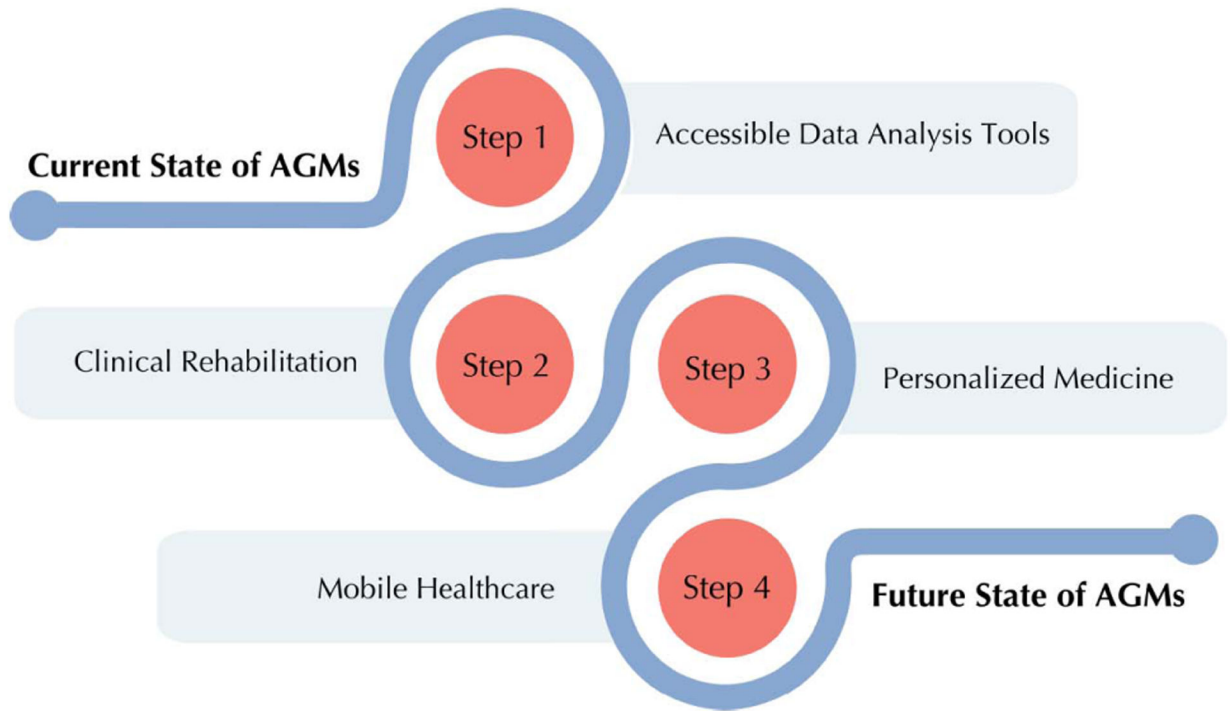 Step 1
Accessible Data Analysis Tools
Current State of AGMs
Clinical Rehabilitation
Step 2
Step 3
Personalized Medicine
Mobile Healthcare
Step 4
Future State of AGMs